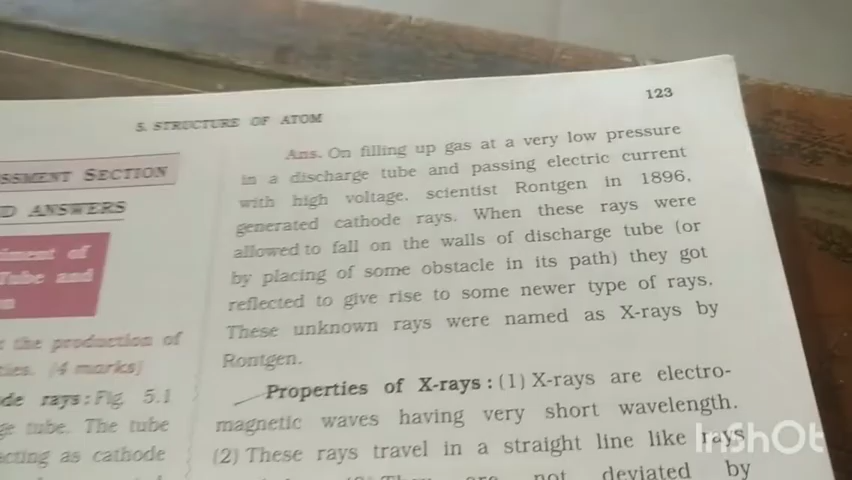 5. STRUCTURE OF ATOM
123
SSMENT SECTION
D ANSWERS
iment of
Tube and
n
r the production of
ties. (4 marks)
de rays : Fig. 5.1
ge tube. The tube
acting as cathode
Ans. On filling up gas at a very low pressure
in a discharge tube and passing electric current
with high voltage, scientist Rontgen in 1896,
generated cathode rays. When these rays were
allowed to fall on the walls of discharge tube (or
by placing of some obstacle in its path) they got
reflected to give rise to some newer type of rays.
These unknown rays were named as X-rays by
Rontgen.
Properties of X-rays : (1) X-rays are electro-
magnetic waves having very short wavelength.
(2) These rays travel in a straight line like rays
not deviated by
InShOt